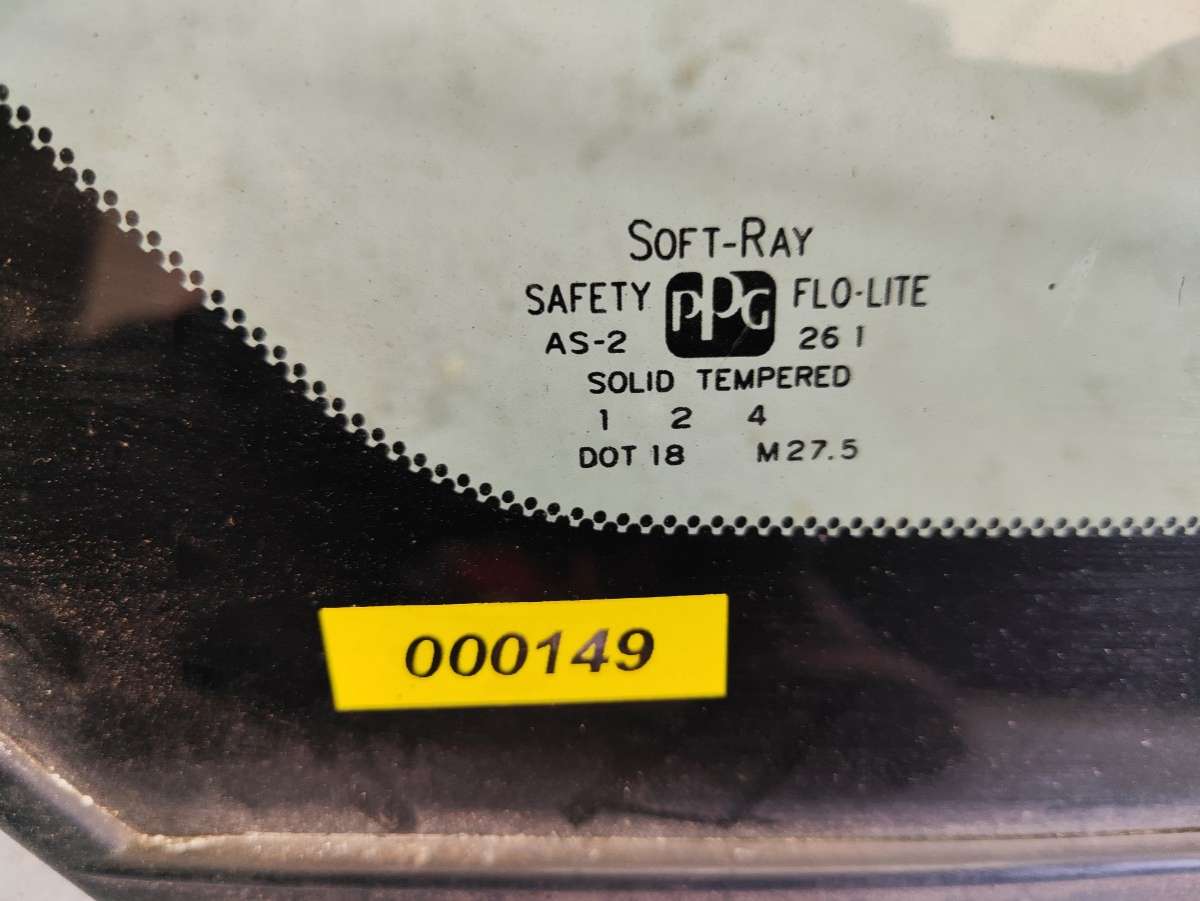 SOFT-RAY
SAFETY PPG FLO-LITE
AS-2 26 1
SOLID TEMPERED
1 2 4
DOT 18 M27.5
000149